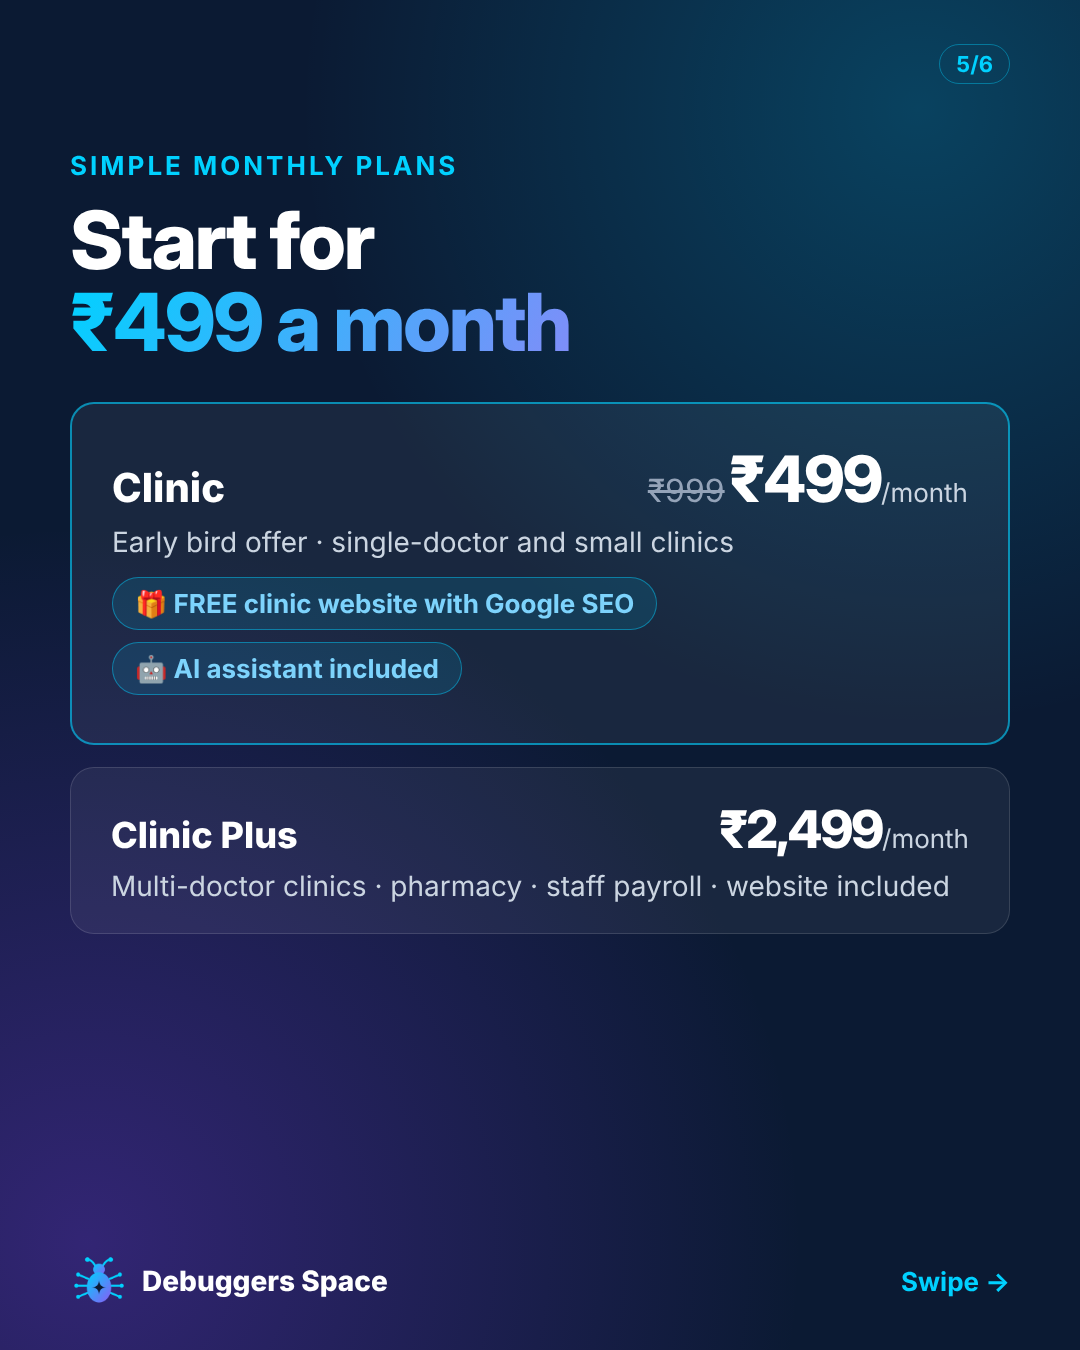 5/6
SIMPLE MONTHLY PLANS
Start for
₹499 a month
Clinic
₹999 ₹499/month
Early bird offer · single-doctor and small clinics
🎁 FREE clinic website with Google SEO
🤖 AI assistant included
Clinic Plus
₹2,499/month
Multi-doctor clinics · pharmacy · staff payroll · website included
Debuggers Space
Swipe →